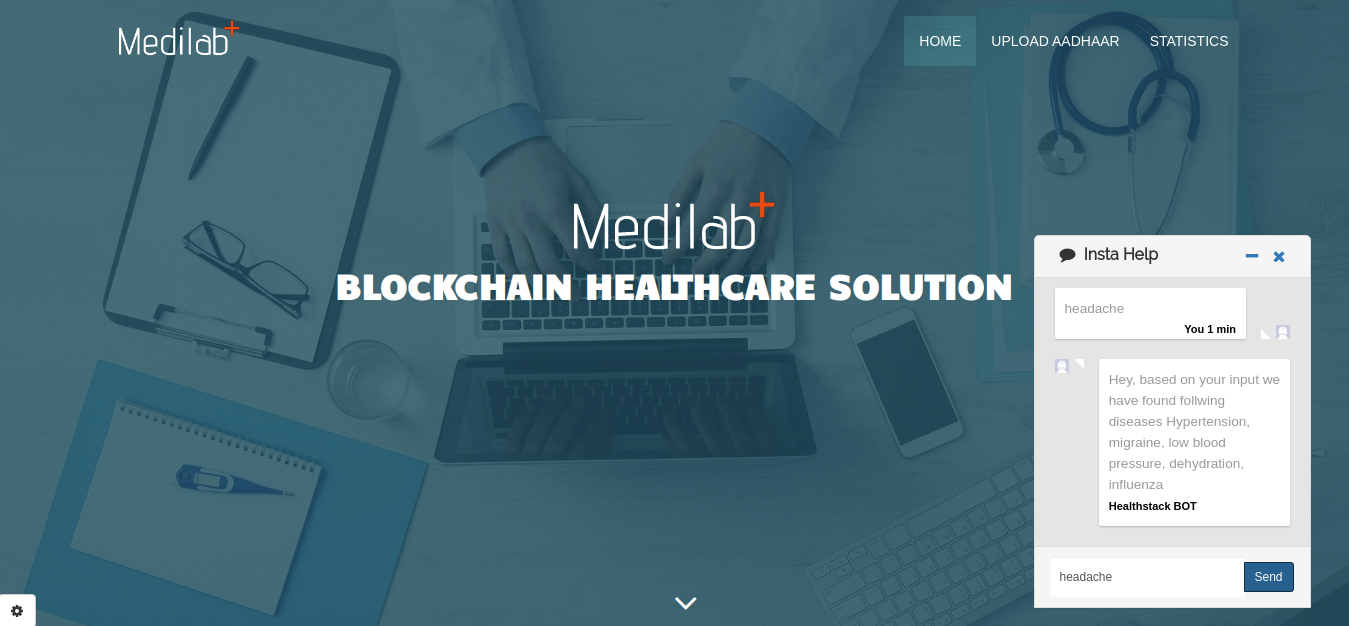 Medilab+
HOME
UPLOAD AADHAAR
STATISTICS
Medilab+
BLOCKCHAIN HEALTHCARE SOLUTION
Insta Help
headache
You 1 min
Hey, based on your input we
have found follwing
diseases Hypertension,
migraine, low blood
pressure, dehydration,
influenza
Healthstack BOT
headache
Send